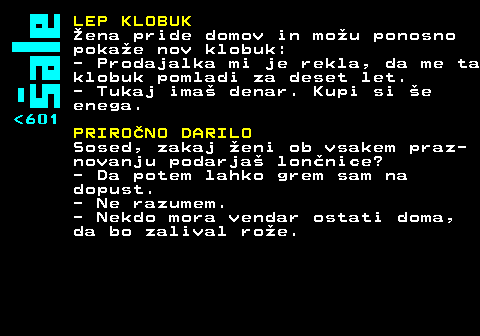 šale
<601
LEP KLOBUK
Žena pride domov in možu ponosno
pokaže nov klobuk:
- Prodajalka mi je rekla, da me ta
klobuk pomladi za deset let.
- Tukaj imaš denar. Kupi si še
enega.
PRIROČNO DARILO
Sosed, zakaj ženi ob vsakem praz-
novanju podarjaš lončnice?
- Da potem lahko grem sam na
dopust.
- Ne razumem.
- Nekdo mora vendar ostati doma,
da bo zalival rože.